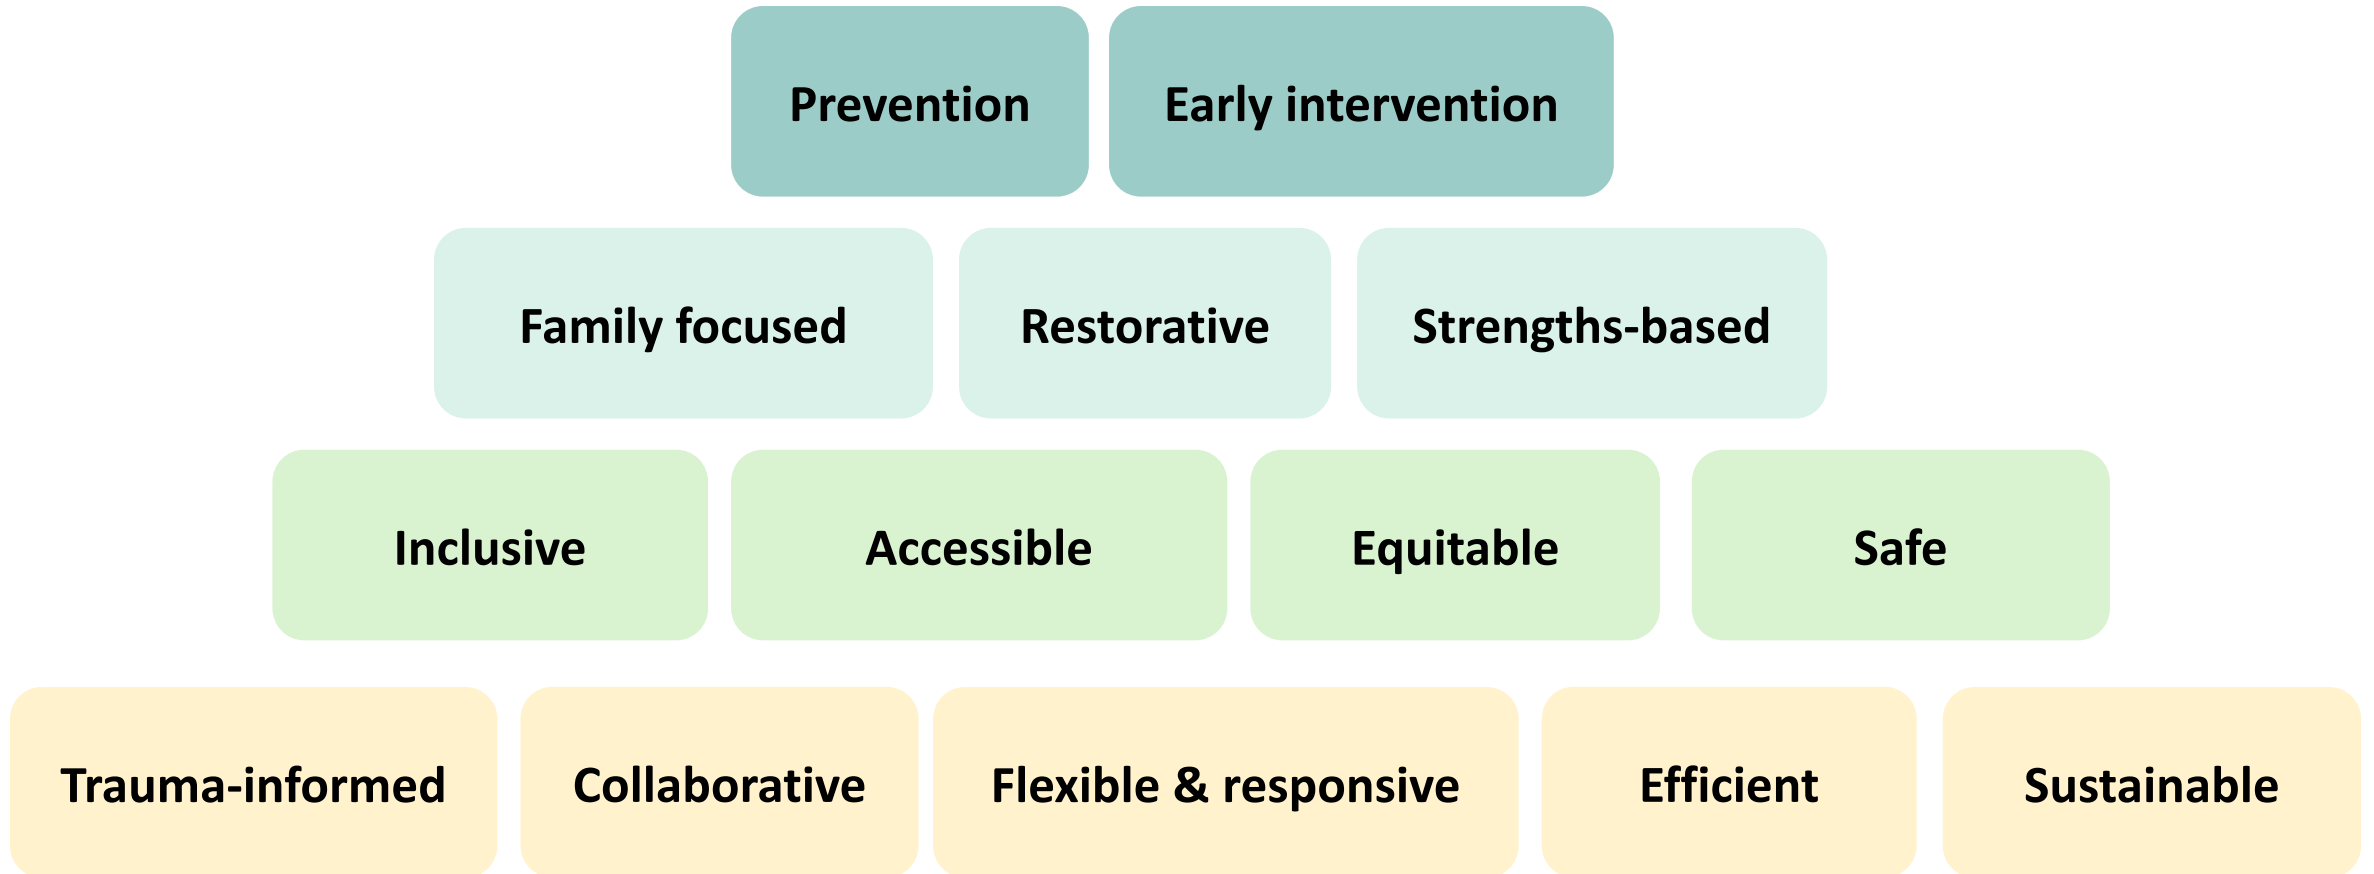 Prevention
Early intervention
Family focused
Restorative
Strengths-based
Inclusive
Accessible
Equitable
Safe
Trauma-informed
Collaborative
Flexible & responsive
Efficient
Sustainable